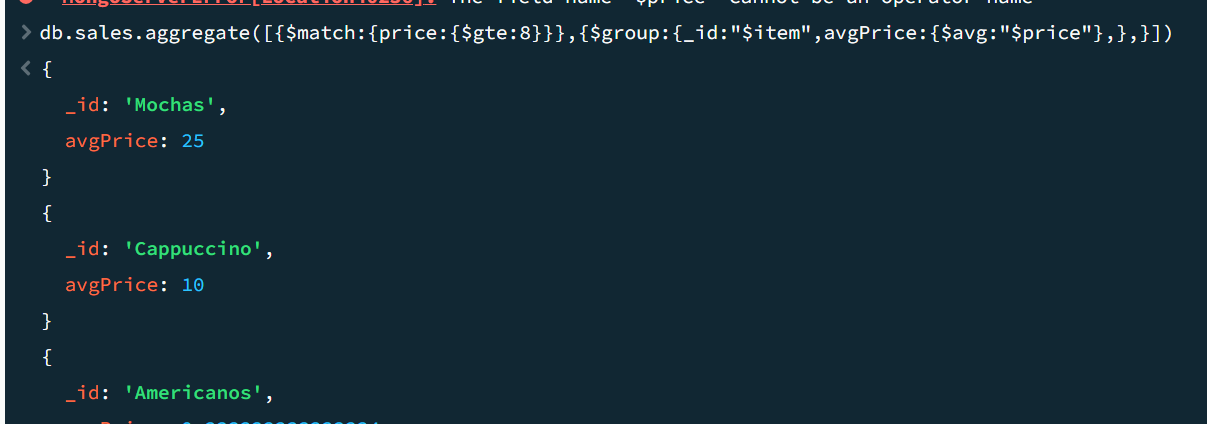 The field name '$price' cannot be an operator name
> db.sales.aggregate([{$match:{price:{$gte:8}}},{$group:{_id:"$item",avgPrice:{$avg:"$price"},},}])
< {
_id: 'Mochas',
avgPrice: 25
}
{
_id: 'Cappuccino',
avgPrice: 10
}
{
_id: 'Americanos',